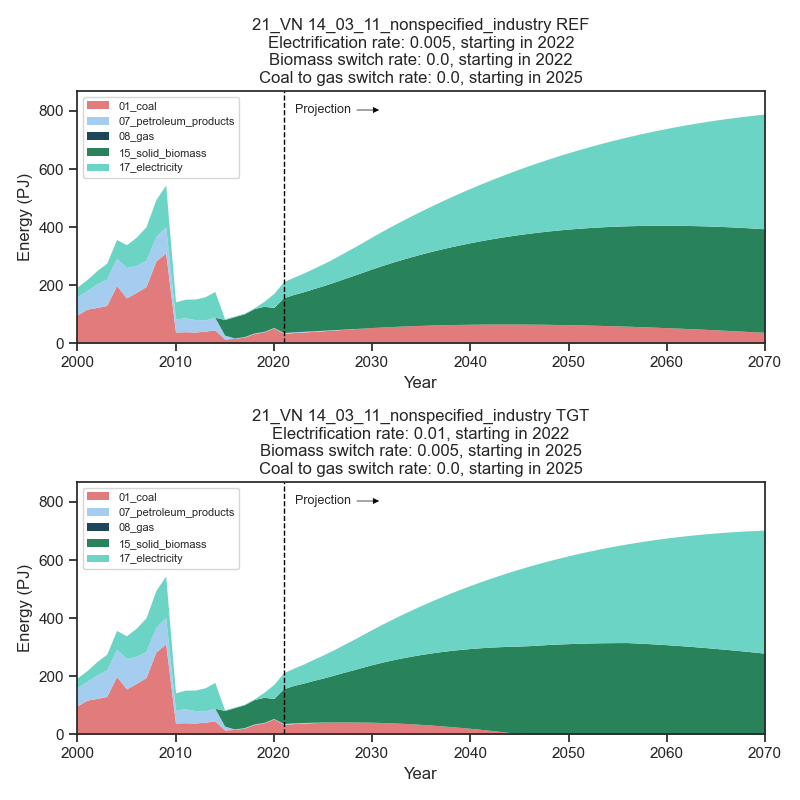 21_VN 14_03_11_nonspecified_industry REF
Electrification rate: 0.005, starting in 2022
Biomass switch rate: 0.0, starting in 2022
Coal to gas switch rate: 0.0, starting in 2025
800
600
400
200
0
Energy (PJ)
01_coal
07_petroleum_products
08_gas
15_solid_biomass
17_electricity
Projection
2000 2010 2020 2030 2040 2050 2060 2070
Year
21_VN 14_03_11_nonspecified_industry TGT
Electrification rate: 0.01, starting in 2022
Biomass switch rate: 0.005, starting in 2025
Coal to gas switch rate: 0.0, starting in 2025
800
600
400
200
0
Energy (PJ)
01_coal
07_petroleum_products
08_gas
15_solid_biomass
17_electricity
Projection
2000 2010 2020 2030 2040 2050 2060 2070
Year